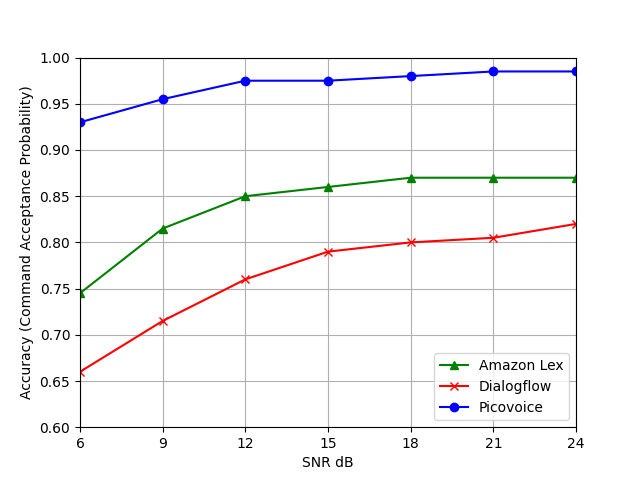 1.00
0.95
0.90
0.85
0.80
0.75
0.70
0.65
0.60
Accuracy (Command Acceptance Probability)
Amazon Lex
Dialogflow
Picovoice
6 9 12 15 18 21 24
SNR dB